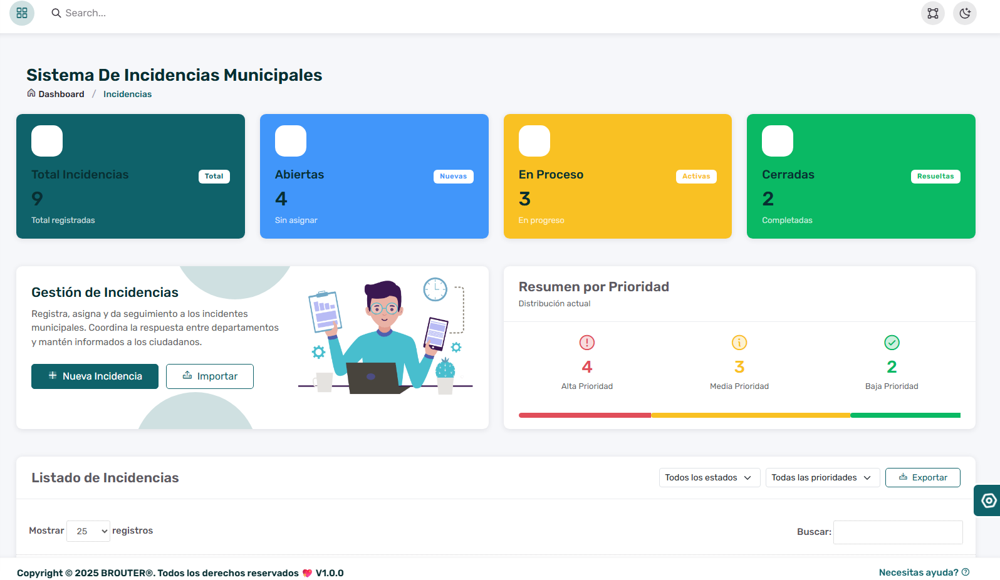 Search...
Sistema De Incidencias Municipales
Dashboard / Incidencias
Total Incidencias
Total
9
Total registradas
Abiertas
Nuevas
4
Sin asignar
En Proceso
Activas
3
En progreso
Cerradas
Resueltas
2
Completadas
Gestión de Incidencias
Registra, asigna y da seguimiento a los incidentes
municipales. Coordina la respuesta entre departamentos
y mantén informados a los ciudadanos.
Nueva Incidencia
Importar
Resumen por Prioridad
Distribución actual
4
Alta Prioridad
3
Media Prioridad
2
Baja Prioridad
Listado de Incidencias
Todos los estados
Todas las prioridades
Exportar
Mostrar 25 registros
Buscar:
Copyright © 2025 BROUTER®. Todos los derechos reservados 💖 V1.0.0
Necesitas ayuda?